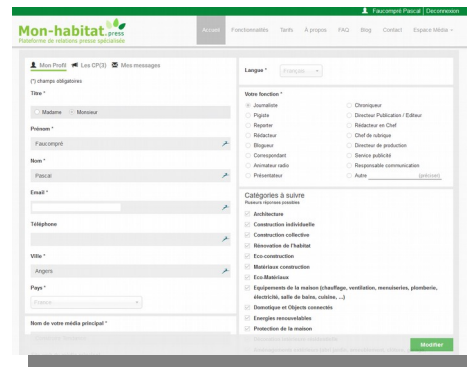 Faucompré Pascal | Deconnexion
Mon-habitat.press
Plateforme de relations presse spécialisée
Accueil Fonctionnalités Tarifs A propos FAQ Blog Contact Espace Média
Mon Profil Les CP(3) Mes messages
(*) champs obligatoires
Titre *
Madame Monsieur
Prénom *
Faucompré
Nom *
Pascal
Email *
Téléphone
Ville *
Angers
Pays *
France
Nom de votre média principal *
Langue * Français
Votre fonction *
Journaliste
Pigiste
Reporter
Rédacteur
Blogueur
Correspondant
Animateur radio
Présentateur
Chroniqueur
Directeur Publication / Editeur
Rédacteur en Chef
Chef de rubrique
Directeur de production
Service publicité
Responsable communication
Autre (préciser)
Catégories à suivre
Plusieurs réponses possibles
Architecture
Construction individuelle
Construction collective
Rénovation de l'habitat
Eco-construction
Matériaux construction
Eco-Matériaux
Equipements de la maison (chauffage, ventilation, menuiseries, plomberie,
électricité, salle de bains, cuisine, ...)
Domotique et Objects connectés
Energies renouvelables
Protection de la maison
Modifier